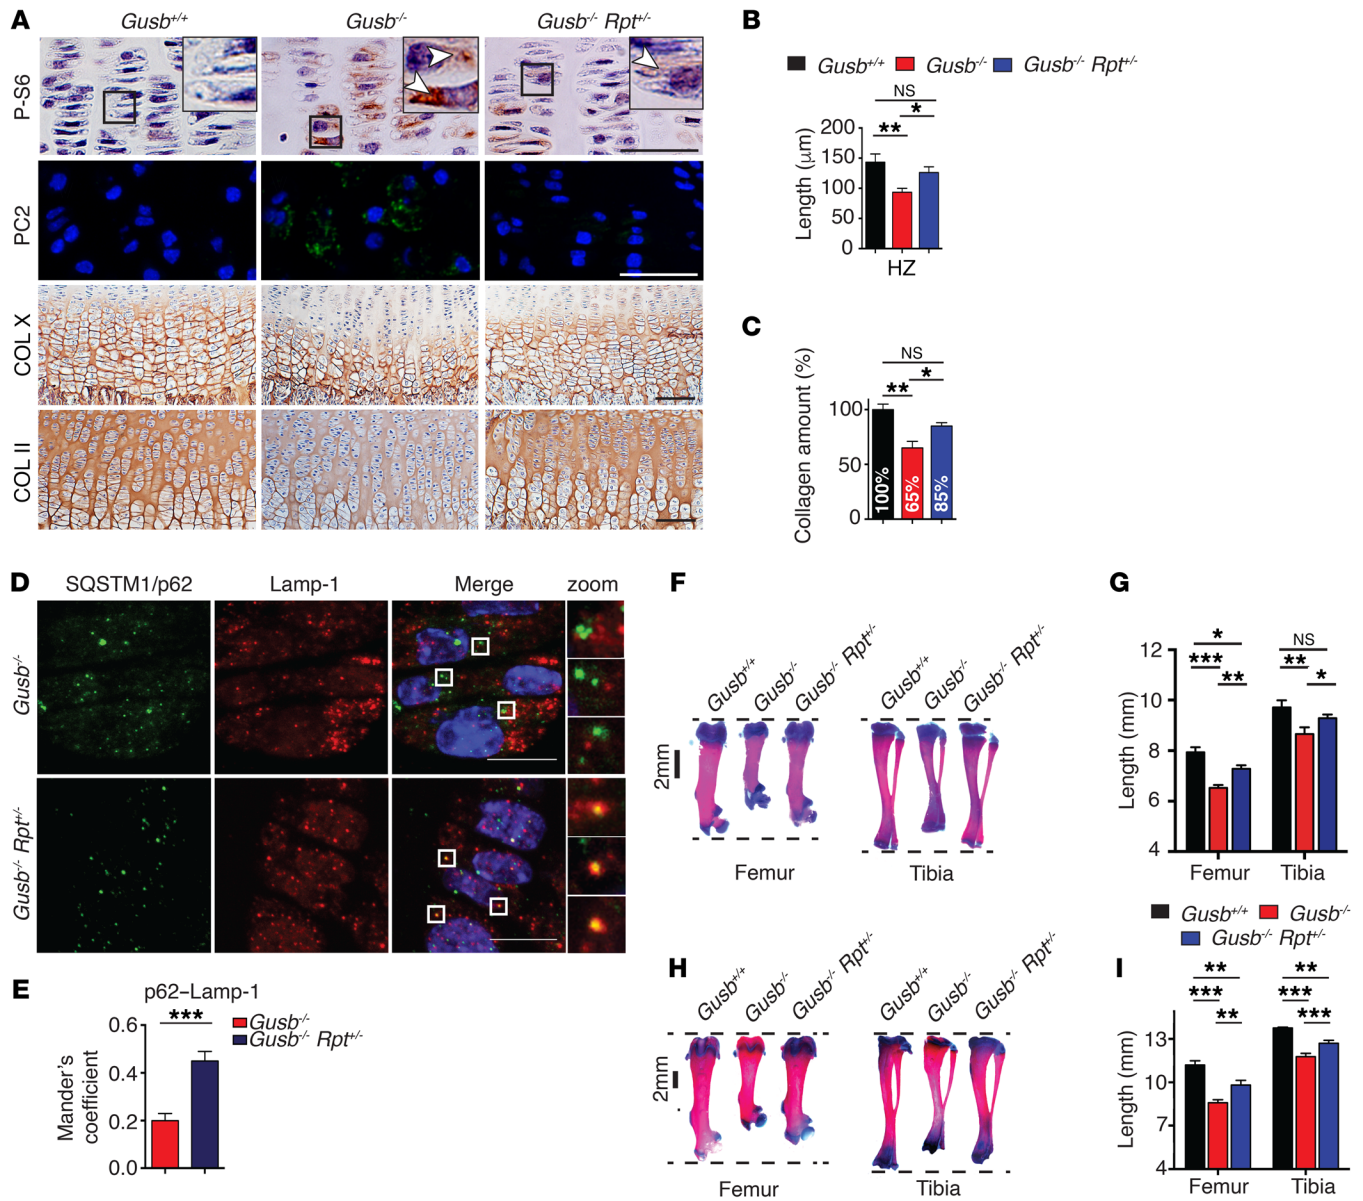 A
Gusb+/+
Gusb-/-
Gusb-/- Rpt+/-
P-S6
PC2
COL X
COL II
B
Gusb+/+
Gusb-/-
Gusb-/- Rpt+/-
NS
*
**
Length (μm)
200
150
100
50
0
HZ
C
NS
*
**
Collagen amount (%)
100
50
0
100%
65%
85%
D
SQSTM1/p62
Lamp-1
Merge
zoom
Gusb-/-
Gusb-/- Rpt+/-
E
p62–Lamp-1
***
Gusb-/-
Gusb-/- Rpt+/-
Mander's
coefficient
0.6
0.4
0.2
0.0
F
Gusb+/+
Gusb-/-
Gusb-/- Rpt+/-
Gusb+/+
Gusb-/-
Gusb-/- Rpt+/-
2mm
Femur
Tibia
G
*
***
**
NS
**
*
Length (mm)
12
10
8
6
4
Femur
Tibia
Gusb+/+
Gusb-/-
Gusb-/- Rpt+/-
H
Gusb+/+
Gusb-/-
Gusb-/- Rpt+/-
Gusb+/+
Gusb-/-
Gusb-/- Rpt+/-
2mm
Femur
Tibia
I
**
***
**
**
***
***
Length (mm)
13
10
7
4
Femur
Tibia